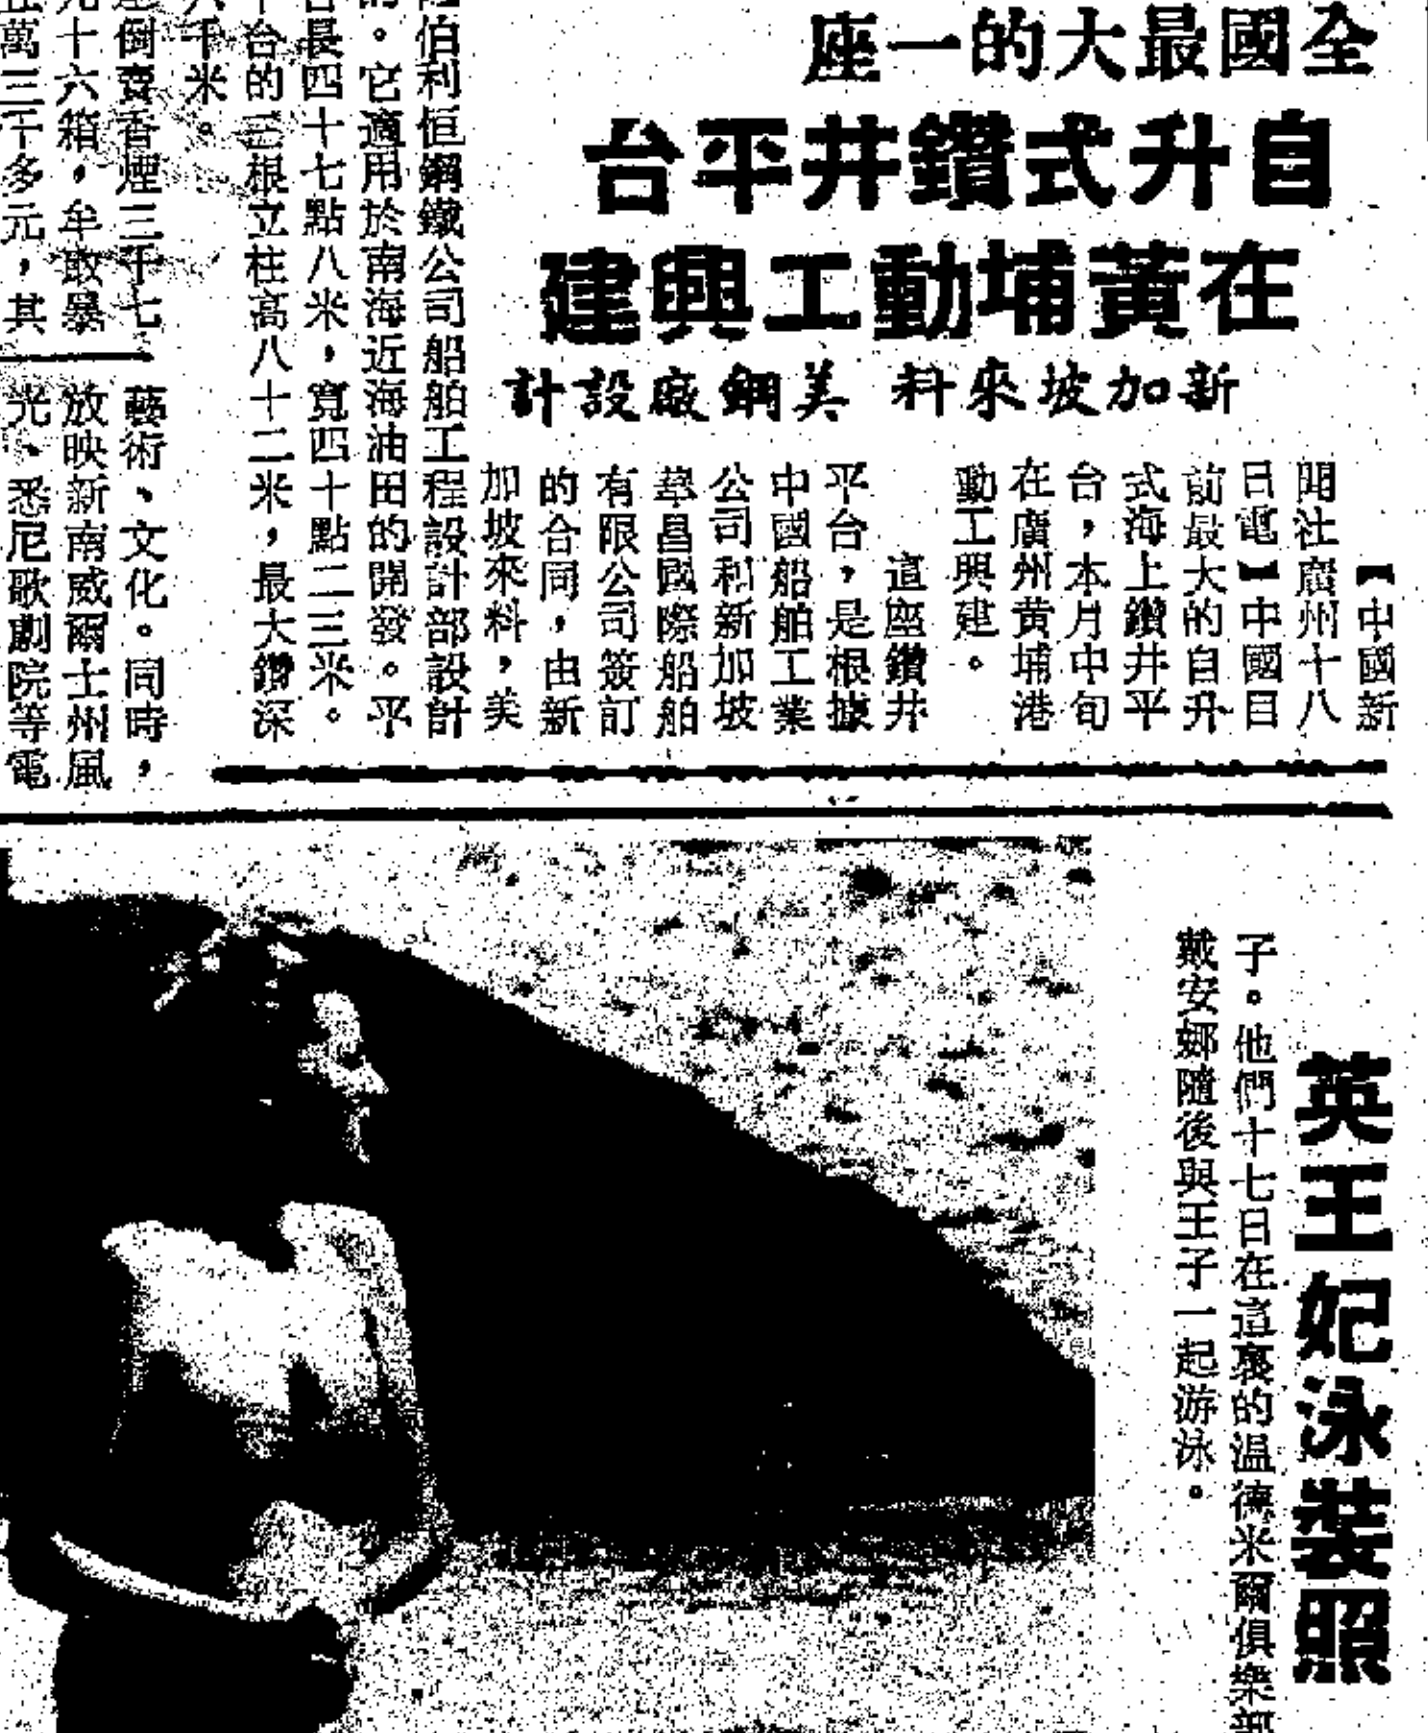 全國最大的一座
自升式鑽井平台
在黃埔動工興建
新加坡來料 美鋼廠設計
【中國新
聞社廣州十八
日電】中國目
前最大的自升
式海上鑽井平
台，本月中旬
在廣州黃埔港
動工興建。
這座鑽井
平台，是根據
中國船舶工業
公司和新加坡
華昌國際船舶
有限公司簽訂
的合同，由新
加坡來料，美
伯利恒鋼鐵公司船舶工程設計部設計
。它適用於南海近海油田的開發。平
長四十七點八米，寬四十點二三米。
台的三根立柱高八十二米，最大鑽深
千米。
倒賣香煙三千七
十六箱，牟取暴
萬三千多元，其
藝術、文化。同時，
放映新南威爾士州風
光、悉尼歌劇院等電
英王妃泳裝照
子。他們十七日在這裏的温德米爾俱樂部
戴安娜隨後與王子一起游泳。